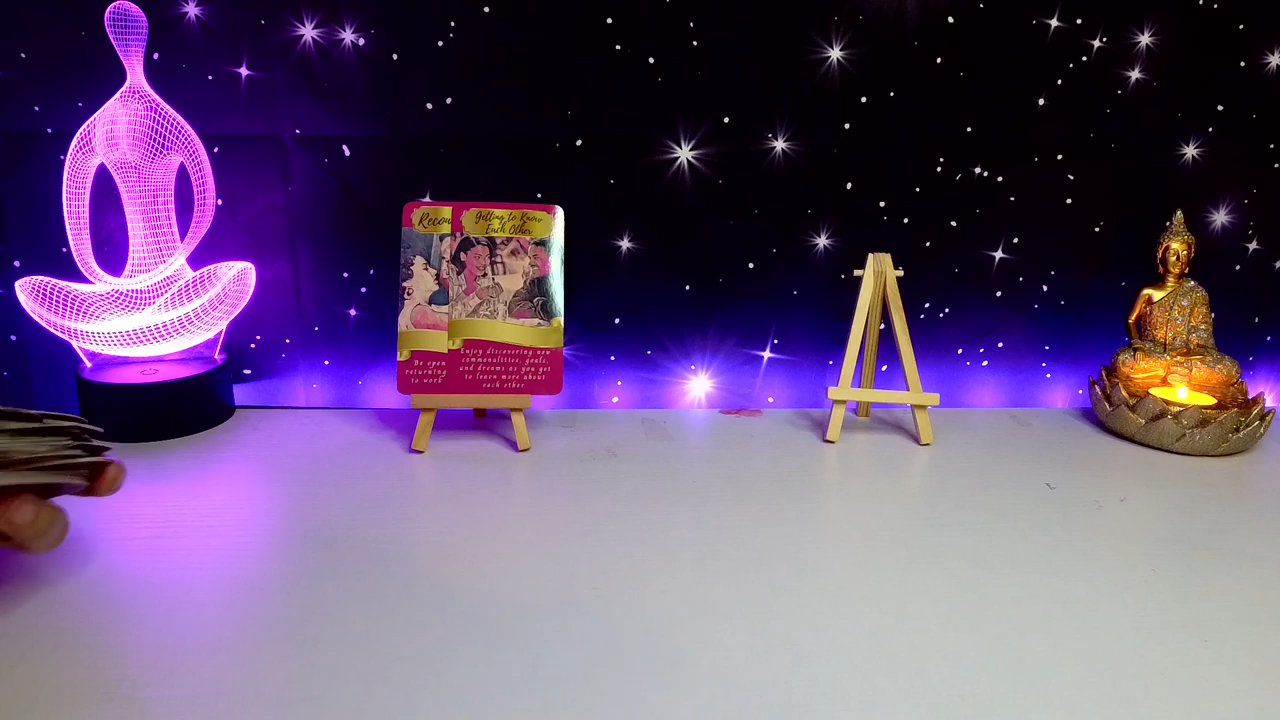 Recon
Be open
returning
to work
Getting to Know
Each Other
Enjoy discovering new
commonalities, goals,
and dreams as you get
to learn more about
each other